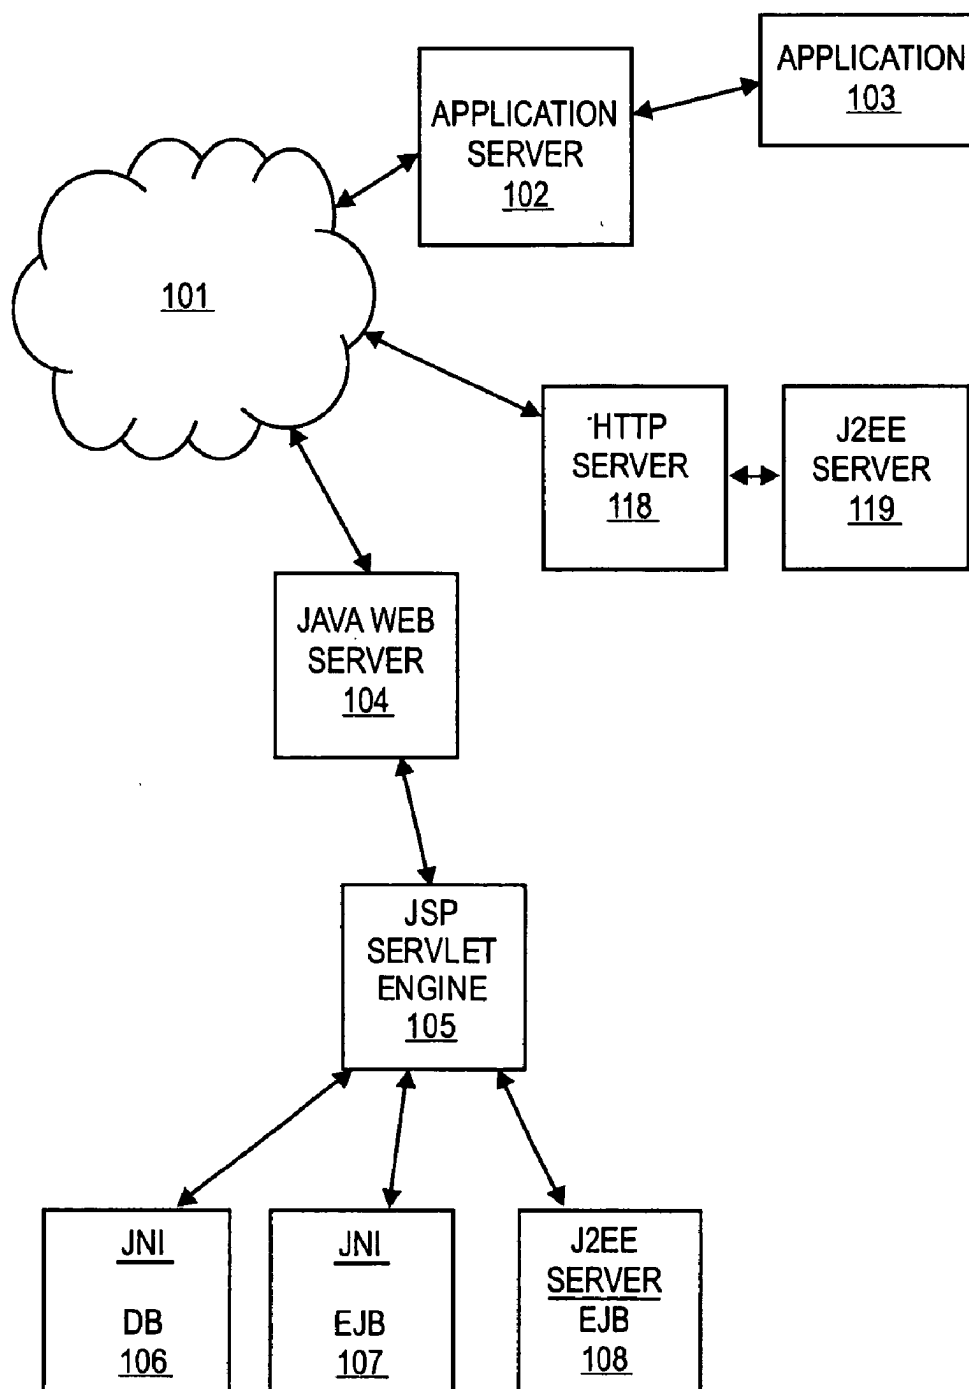 APPLICATION
103
APPLICATION
SERVER
102
101
HTTP
SERVER
118
J2EE
SERVER
119
JAVA WEB
SERVER
104
JSP
SERVLET
ENGINE
105
JNI
DB
106
JNI
EJB
107
J2EE
SERVER
EJB
108